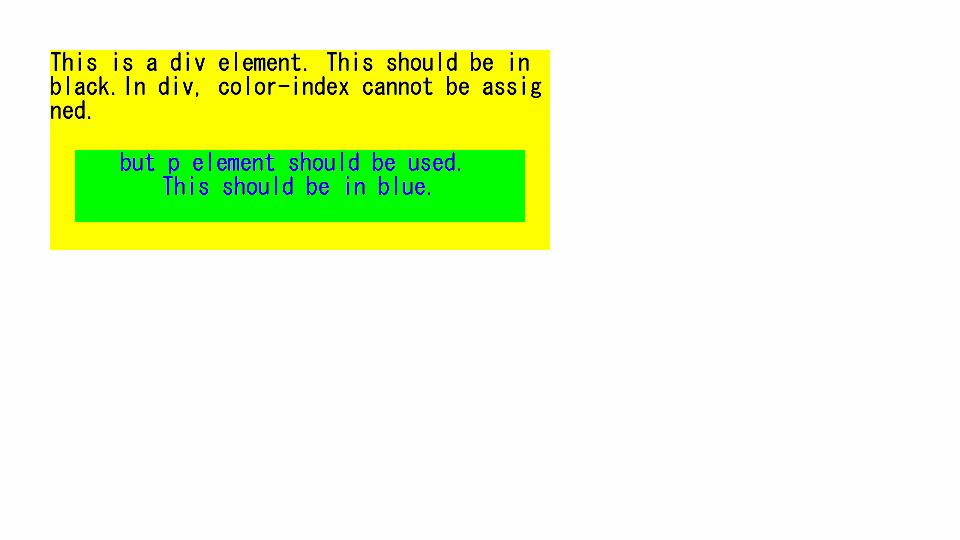 This is a div element. This should be in
black.In div, color-index cannot be assig
ned.
but p element should be used.
This should be in blue.